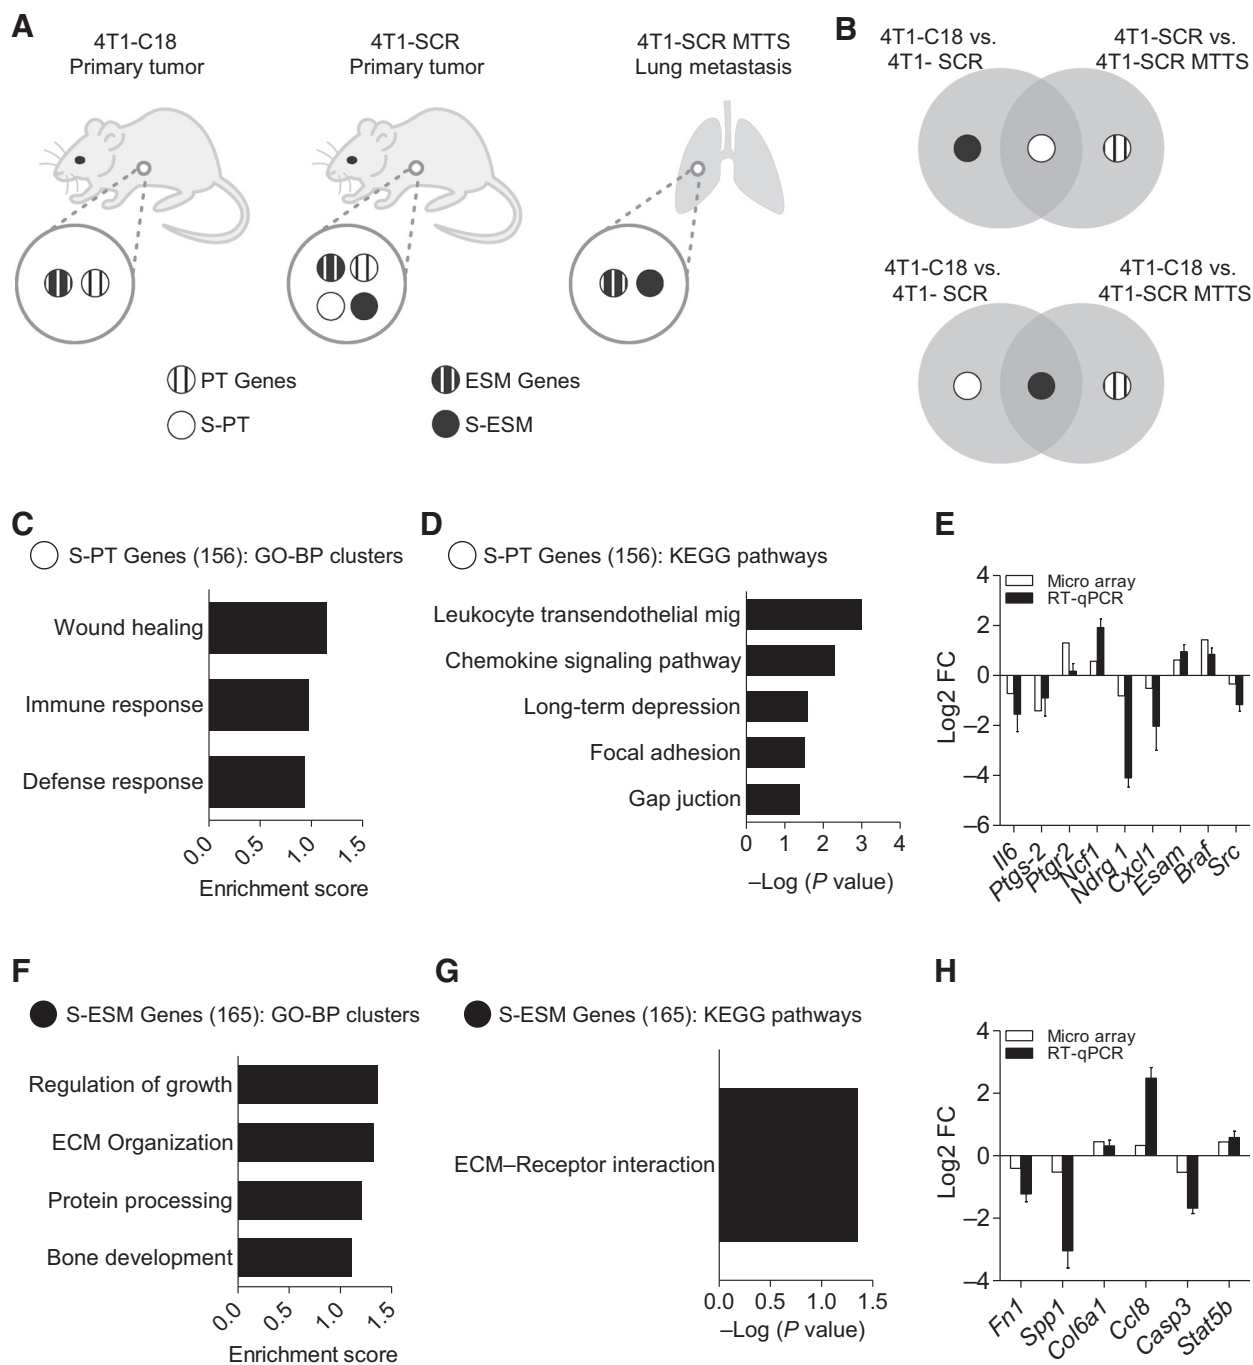 A
4T1-C18
Primary tumor
4T1-SCR
Primary tumor
4T1-SCR MTTS
Lung metastasis
PT Genes
ESM Genes
S-PT
S-ESM
B
4T1-C18 vs.
4T1- SCR
4T1-SCR vs.
4T1-SCR MTTS
4T1-C18 vs.
4T1- SCR
4T1-C18 vs.
4T1-SCR MTTS
C
S-PT Genes (156): GO-BP clusters
Wound healing
Immune response
Defense response
0.0 0.5 1.0 1.5
Enrichment score
D
S-PT Genes (156): KEGG pathways
Leukocyte transendothelial mig
Chemokine signaling pathway
Long-term depression
Focal adhesion
Gap juction
0 1 2 3 4
–Log (P value)
E
Micro array
RT-qPCR
Log2 FC
4
2
0
–2
–4
–6
Il6
Ptgs-2
Ptgr2
Ncf1
Ndrg 1
Cxcl1
Esam
Braf
Src
F
S-ESM Genes (165): GO-BP clusters
Regulation of growth
ECM Organization
Protein processing
Bone development
0.0 0.5 1.0 1.5
Enrichment score
G
S-ESM Genes (165): KEGG pathways
ECM–Receptor interaction
0.0 0.5 1.0 1.5
–Log (P value)
H
Micro array
RT-qPCR
Log2 FC
4
2
0
–2
–4
Fn1
Spp1
Col6a1
Ccl8
Casp3
Stat5b